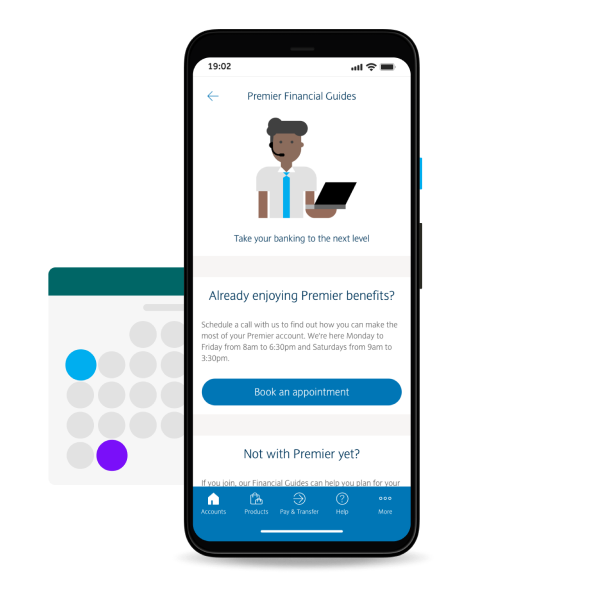 19:02
Premier Financial Guides
Take your banking to the next level
Already enjoying Premier benefits?
Schedule a call with us to find out how you can make the
most of your Premier account. We're here Monday to
Friday from 8am to 6:30pm and Saturdays from 9am to
3:30pm.
Book an appointment
Not with Premier yet?
If you join, our Financial Guides can help you plan for your
Accounts
Products
Pay & Transfer
Help
More